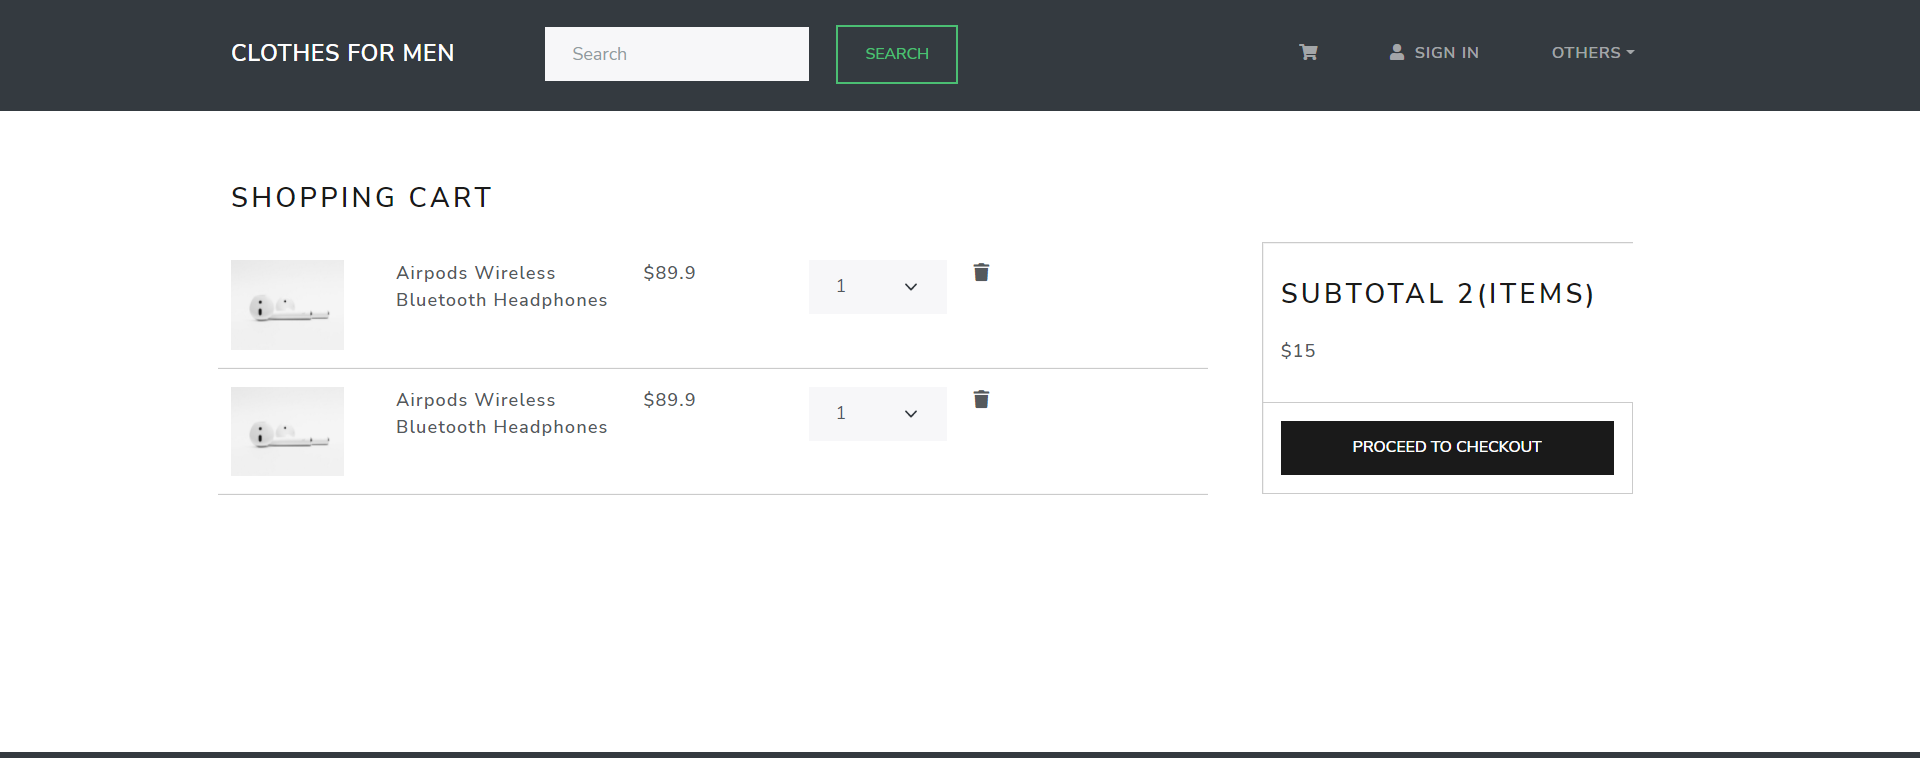 CLOTHES FOR MEN
Search
SEARCH
SIGN IN
OTHERS
SHOPPING CART
Airpods Wireless
Bluetooth Headphones
$89.9
1
Airpods Wireless
Bluetooth Headphones
$89.9
1
SUBTOTAL 2(ITEMS)
$15
PROCEED TO CHECKOUT